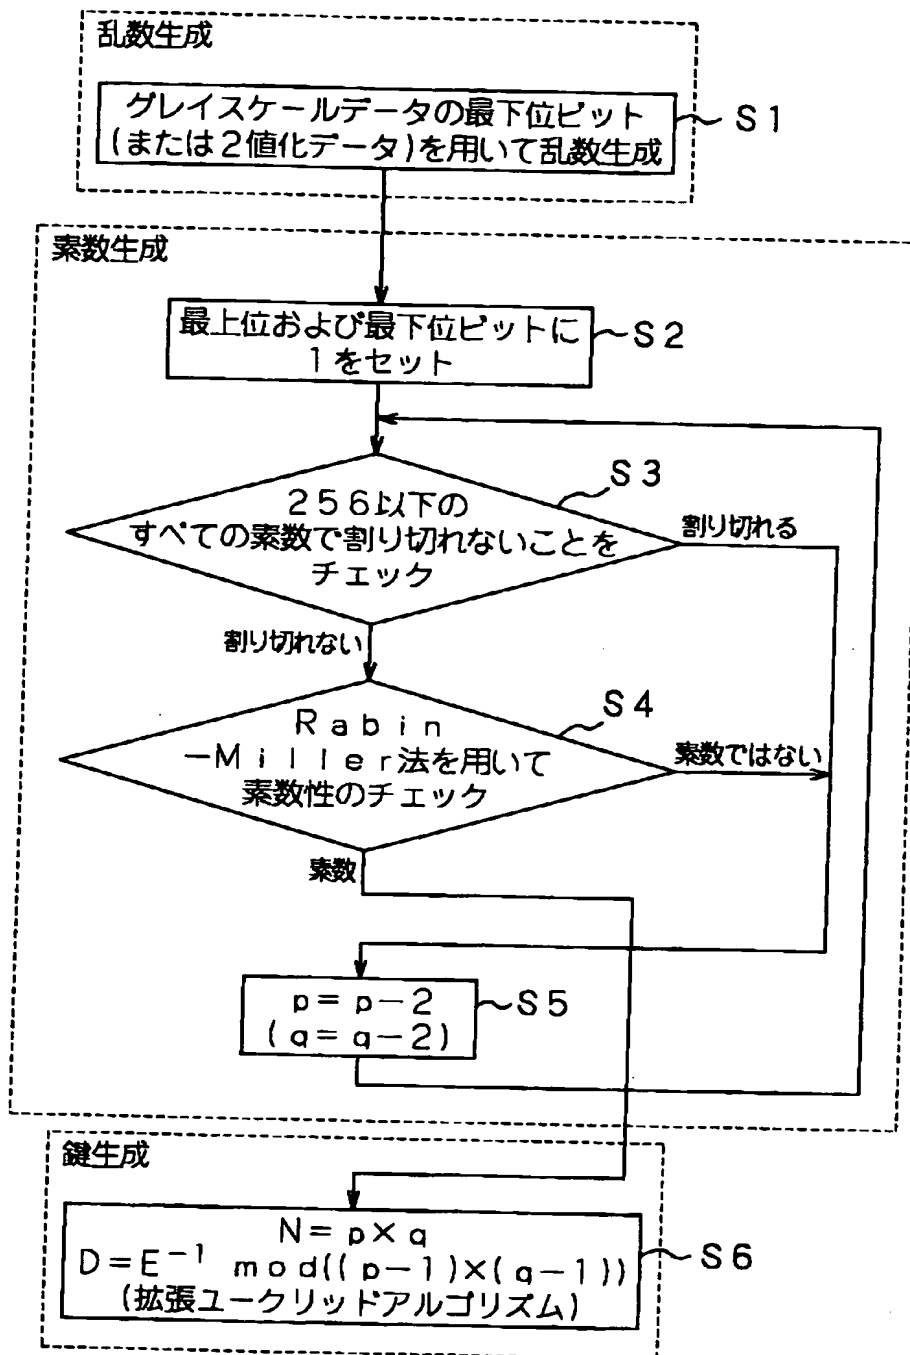 乱数生成
グレイスケールデータの最下位ビット
(または2値化データ)を用いて乱数生成
S1
素数生成
最上位および最下位ビットに
1をセット
S2
256以下の
すべての素数で割り切れないことを
チェック
S3
割り切れる
割り切れない
Rabin
-Miller法を用いて
素数性のチェック
S4
素数ではない
素数
p=p-2
(q=q-2)
S5
鍵生成
N=p×q
D=E⁻¹ mod((p-1)×(q-1))
(拡張ユークリッドアルゴリズム)
S6